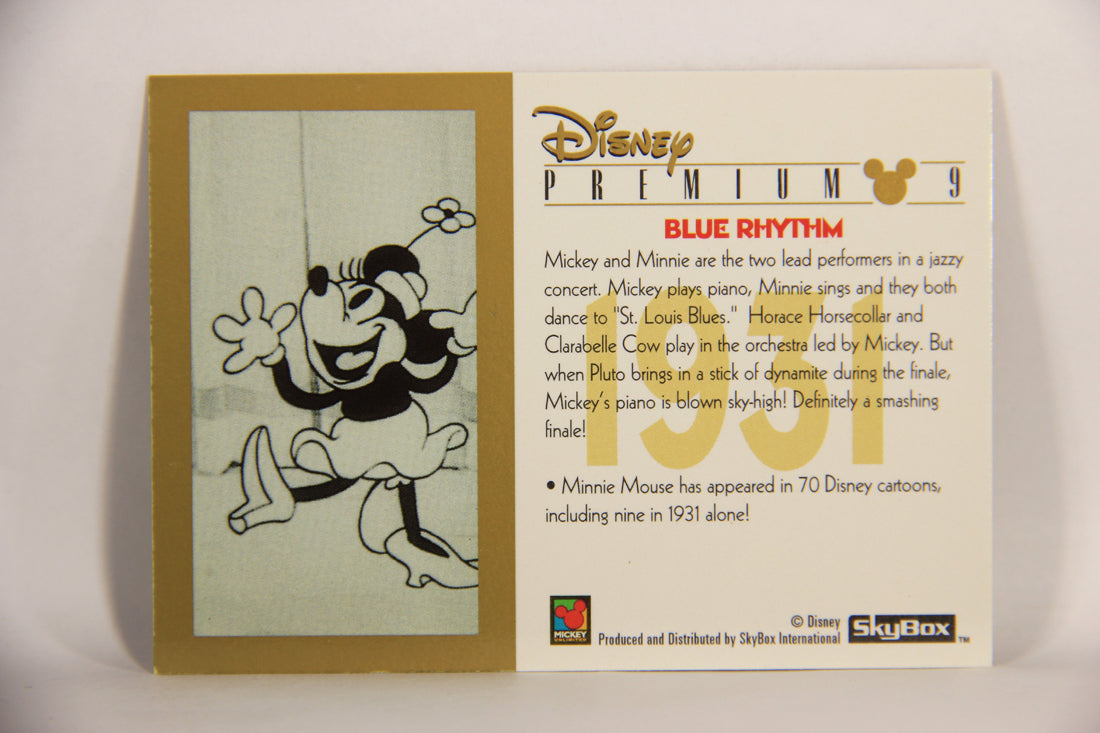 Disney
PREMIUM 9
BLUE RHYTHM
Mickey and Minnie are the two lead performers in a jazzy
concert. Mickey plays piano, Minnie sings and they both
dance to "St. Louis Blues." Horace Horsecollar and
Clarabelle Cow play in the orchestra led by Mickey. But
when Pluto brings in a stick of dynamite during the finale,
Mickey's piano is blown sky-high! Definitely a smashing
finale!
1931
• Minnie Mouse has appeared in 70 Disney cartoons,
including nine in 1931 alone!
MICKEY
UNLIMITED
© Disney
Produced and Distributed by SkyBox International
SkyBox™